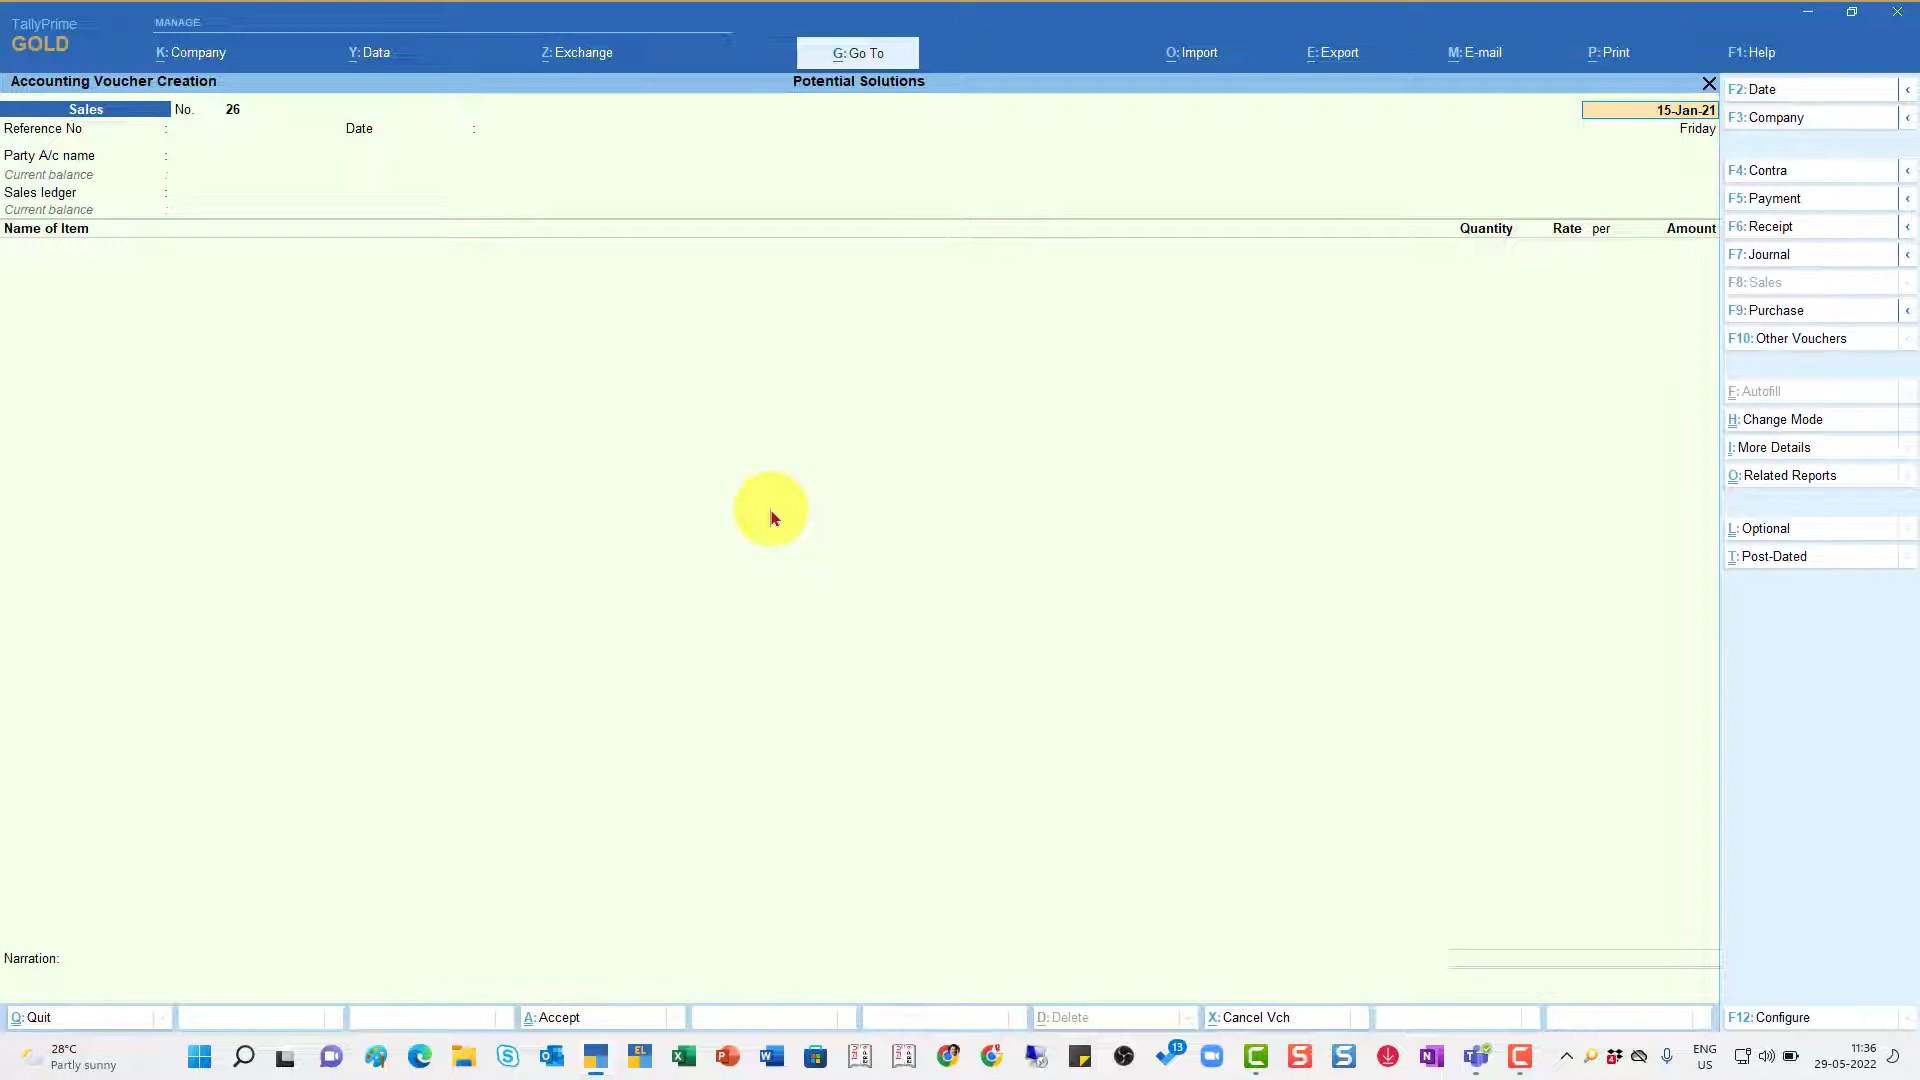 TallyPrime
GOLD
MANAGE
K: Company
Y: Data
Z: Exchange
G: Go To
O: Import
E: Export
M: E-mail
P: Print
F1: Help
Accounting Voucher Creation
Potential Solutions
Sales No. 26
15-Jan-21
Reference No : Date :
Friday
Party A/c name :
Current balance :
Sales ledger :
Current balance :
Name of Item Quantity Rate per Amount
Narration:
F2: Date
F3: Company
F4: Contra
F5: Payment
F6: Receipt
F7: Journal
F8: Sales
F9: Purchase
F10: Other Vouchers
F: Autofill
H: Change Mode
I: More Details
O: Related Reports
L: Optional
T: Post-Dated
Q: Quit
A: Accept
D: Delete
X: Cancel Vch
F12: Configure
28°C
Partly sunny
EL
13
ENG
US
11:36
29-05-2022